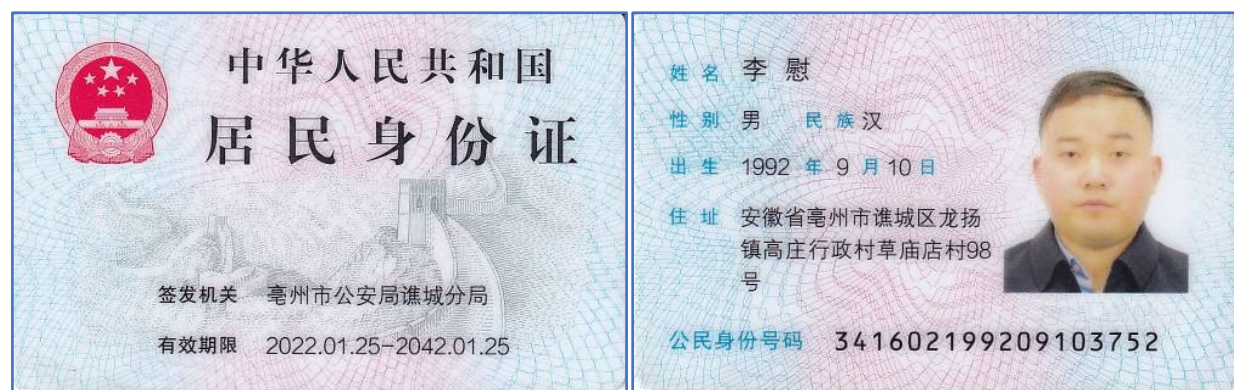 中华人民共和国
居民身份证
签发机关 亳州市公安局谯城分局
有效期限 2022.01.25-2042.01.25
姓名 李慰
性别 男 民族 汉
出生 1992 年 9 月 10 日
住址 安徽省亳州市谯城区龙扬
镇高庄行政村草庙店村98
号
公民身份号码 341602199209103752